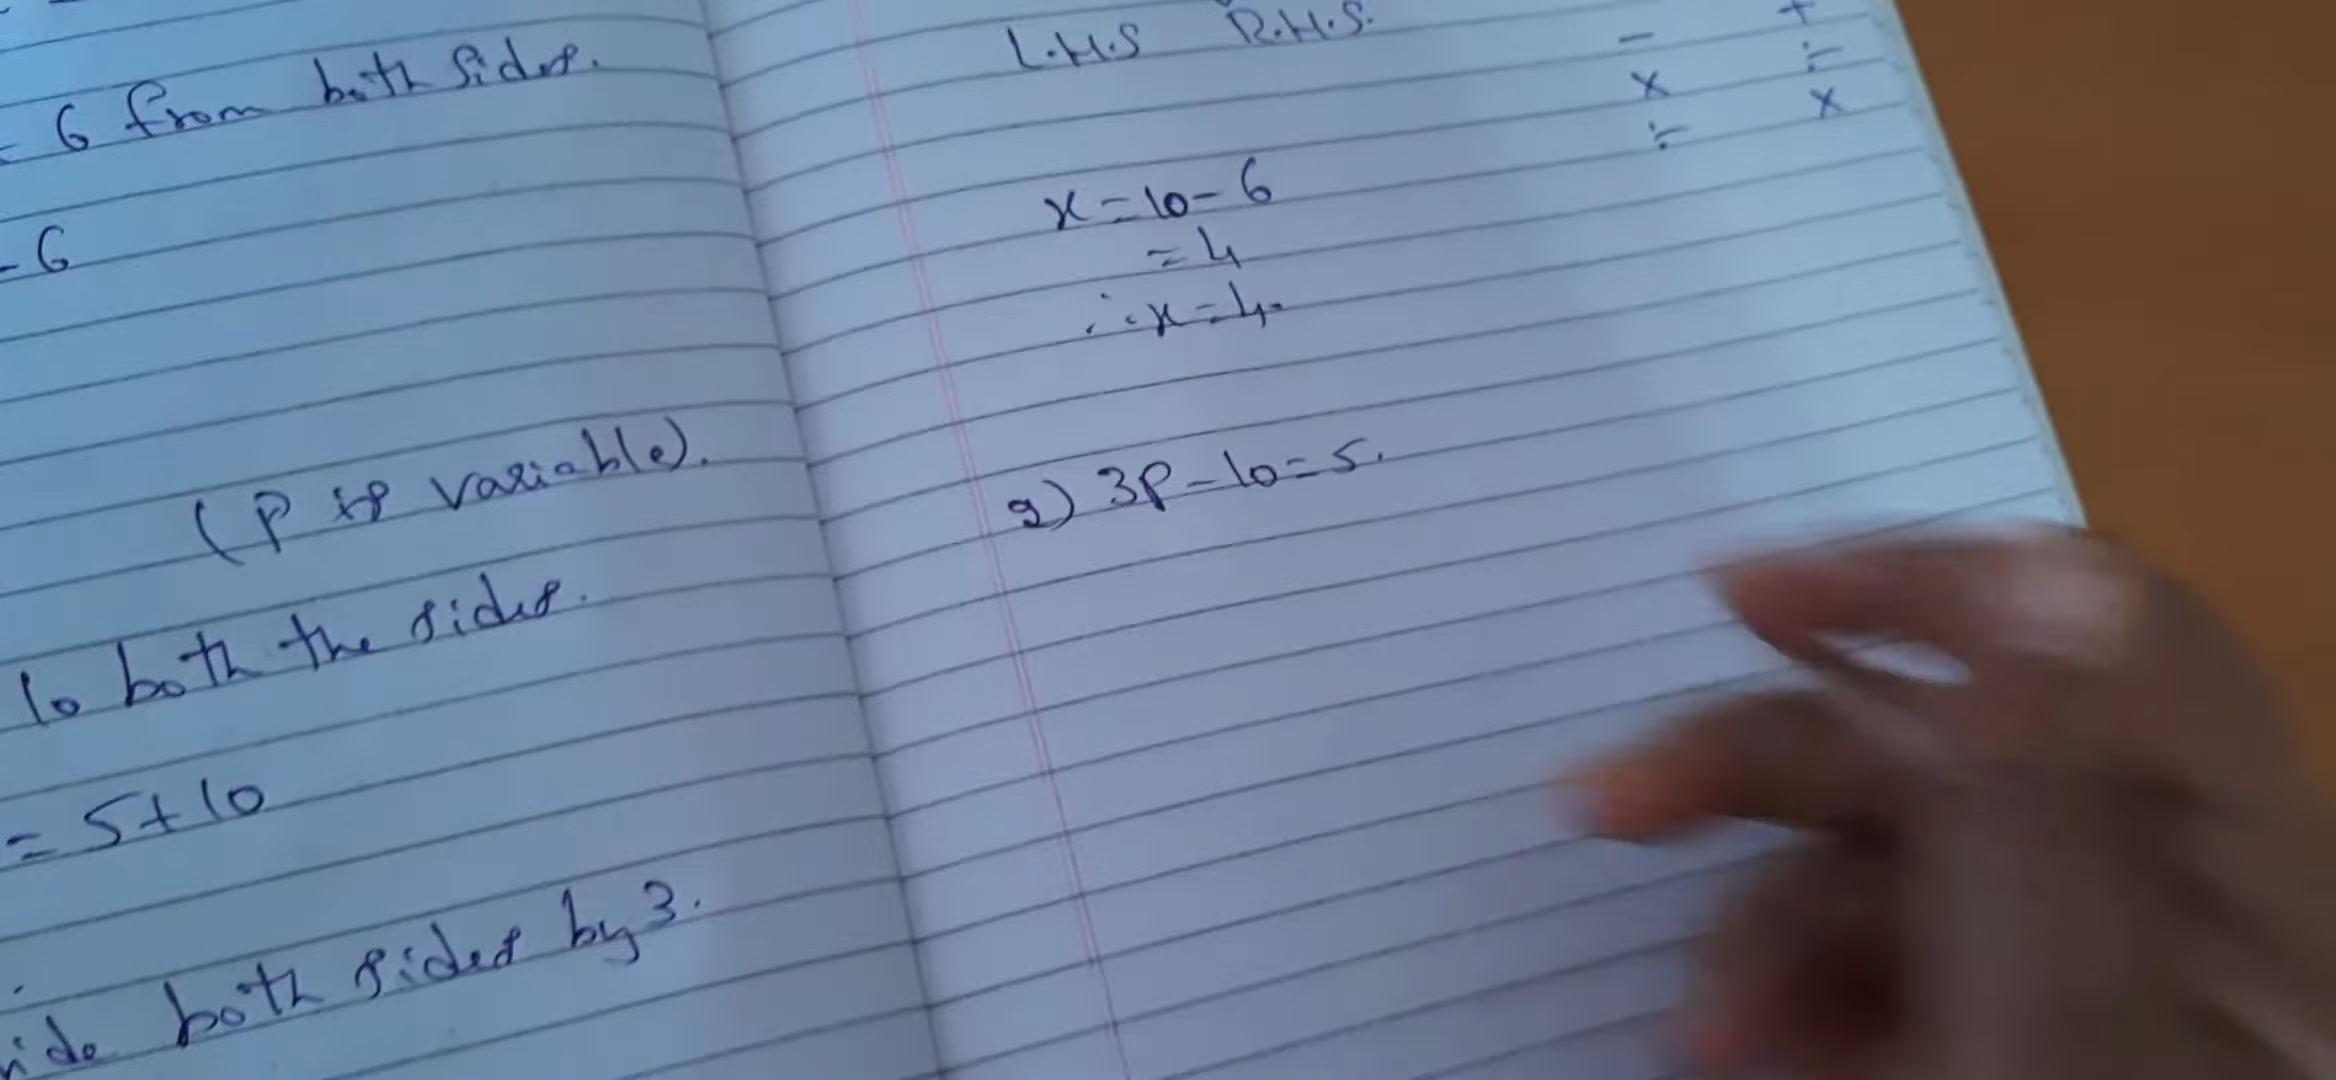 - 6 from both sides.
- 6
(P is variable).
10 both the sides.
= 5+10
both sides by 3.
L.H.S R.H.S.
- +
× ÷
÷ ×
x = 10 - 6
= 4
∴ x = 4.
2) 3P - 10 = 5.